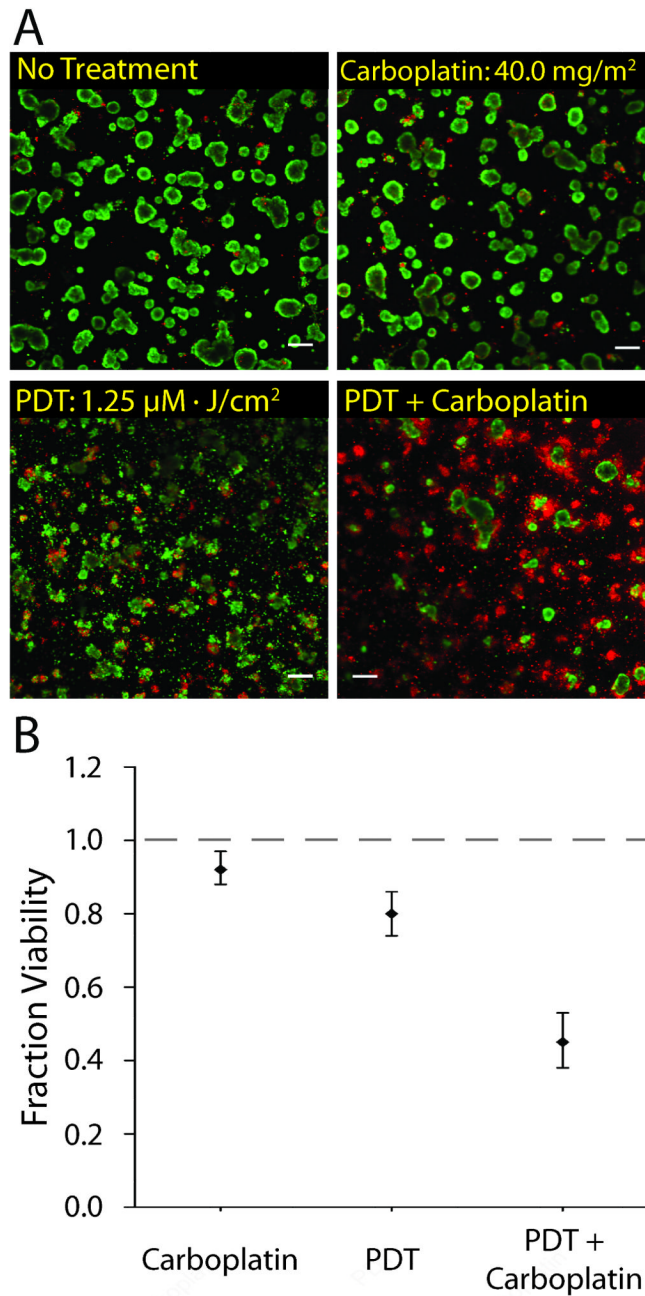 A
No Treatment
Carboplatin: 40.0 mg/m²
PDT: 1.25 µM · J/cm²
PDT + Carboplatin
B
Fraction Viability
1.2
1.0
0.8
0.6
0.4
0.2
0.0
Carboplatin
PDT
PDT +
Carboplatin